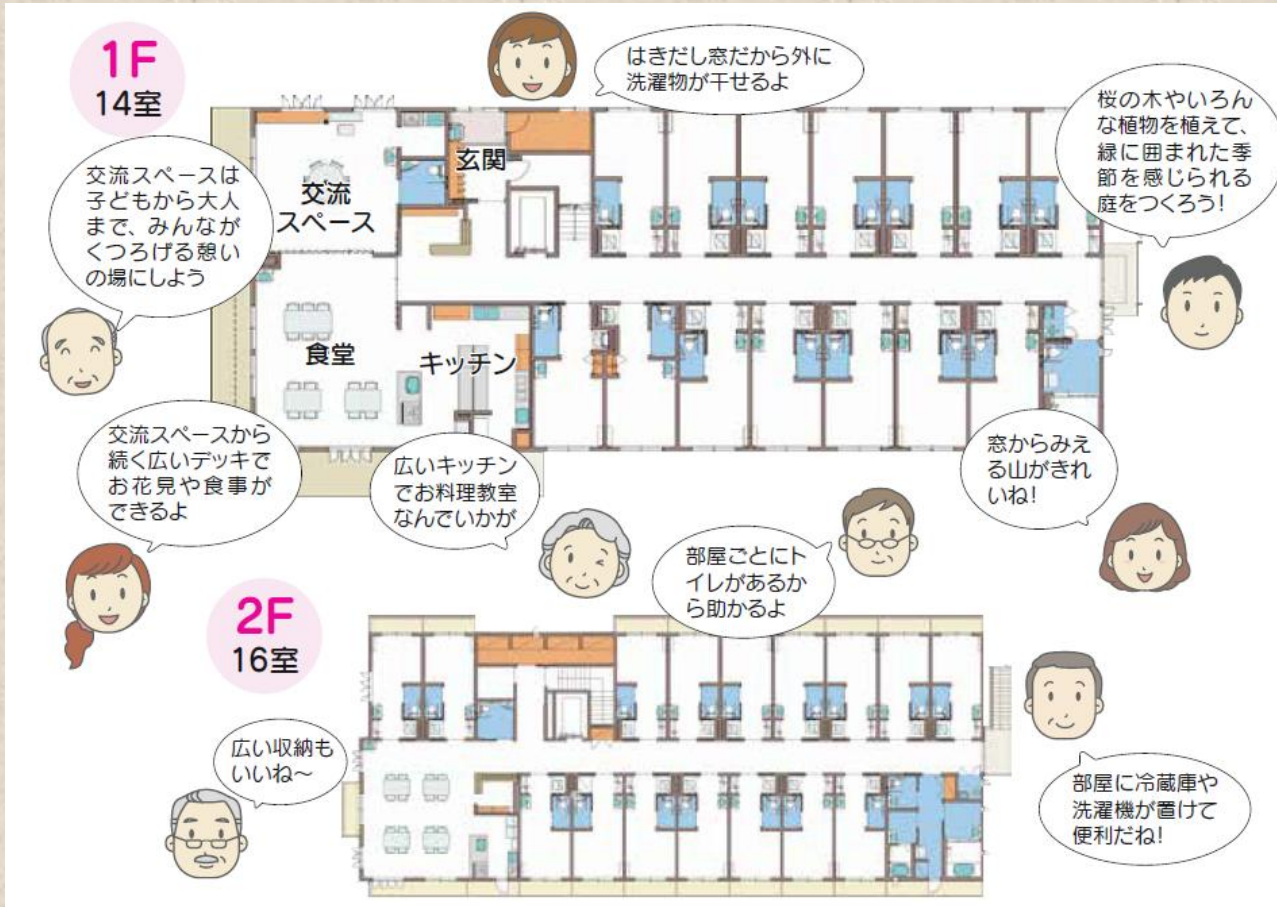 1F
14室
はきだし窓だから外に
洗濯物が干せるよ
桜の木やいろん
な植物を植えて、
緑に囲まれた季
節を感じられる
庭をつくろう!
交流スペースは
子どもから大人
まで、みんなが
くつろげる憩い
の場にしよう
玄関
交流
スペース
食堂
キッチン
交流スペースから
続く広いデッキで
お花見や食事が
できるよ
広いキッチン
でお料理教室
なんていかが
窓からみえ
る山がきれ
いね!
部屋ごとにト
イレがあるか
ら助かるよ
2F
16室
広い収納も
いいね〜
部屋に冷蔵庫や
洗濯機が置けて
便利だね!